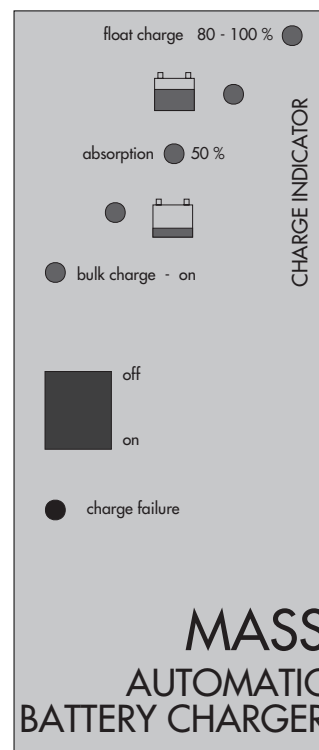 float charge 80 - 100 %
absorption 50 %
CHARGE INDICATOR
bulk charge - on
off
on
charge failure
MASS
AUTOMATIC
BATTERY CHARGER